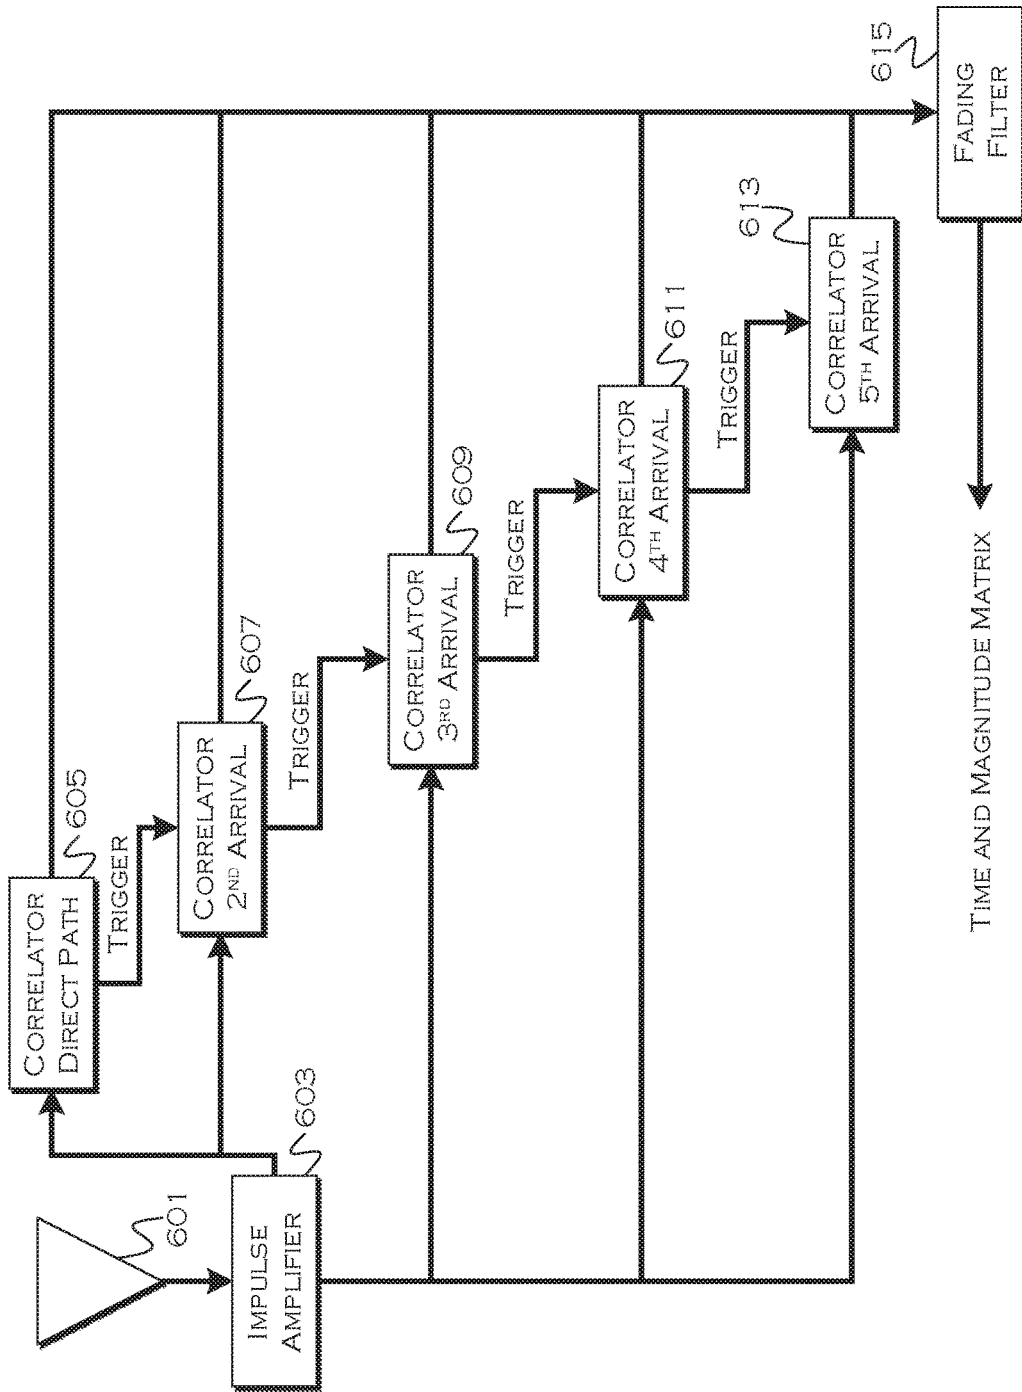 601
IMPULSE
AMPLIFIER
603
CORRELATOR
DIRECT PATH
605
TRIGGER
CORRELATOR
2ND ARRIVAL
607
TRIGGER
CORRELATOR
3RD ARRIVAL
609
TRIGGER
CORRELATOR
4TH ARRIVAL
611
TRIGGER
CORRELATOR
5TH ARRIVAL
613
FADING
FILTER
615
TIME AND MAGNITUDE MATRIX